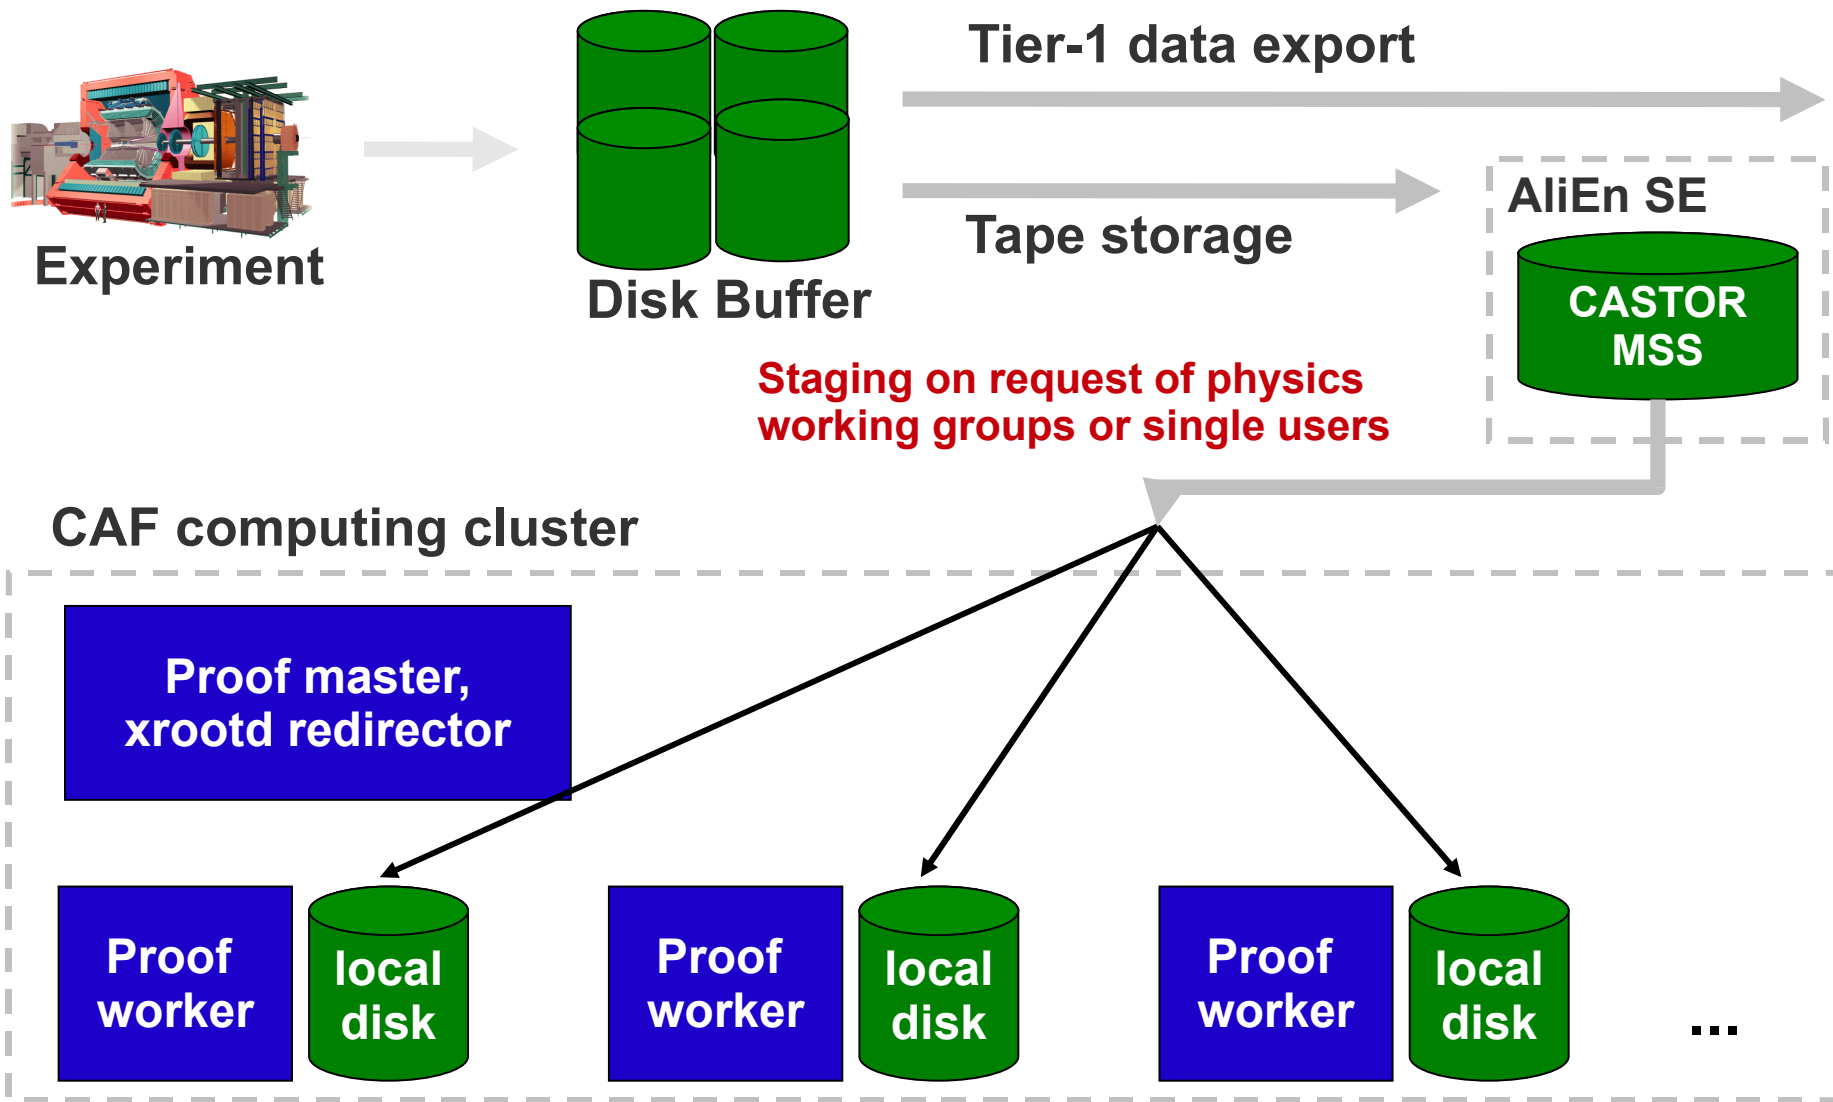 Tier-1 data export
Experiment
Disk Buffer
Tape storage
AliEn SE
CASTOR
MSS
Staging on request of physics
working groups or single users
CAF computing cluster
Proof master,
xrootd redirector
Proof
worker
local
disk
Proof
worker
local
disk
Proof
worker
local
disk
...